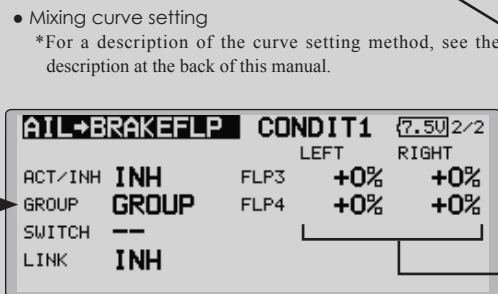 ● Mixing curve setting
*For a description of the curve setting method, see the
description at the back of this manual.
AIL→BRAKEFLP CONDIT1 7.5V 2/2
LEFT RIGHT
ACT/INH INH FLP3 +0% +0%
GROUP GROUP FLP4 +0% +0%
SWITCH --
LINK INH